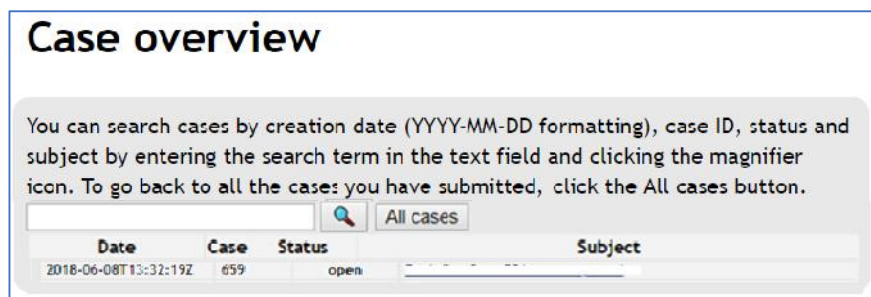 Case overview
You can search cases by creation date (YYYY-MM-DD formatting), case ID, status and
subject by entering the search term in the text field and clicking the magnifier
icon. To go back to all the cases you have submitted, click the All cases button.
All cases
Date Case Status Subject
2018-06-08T13:32:19Z 659 open